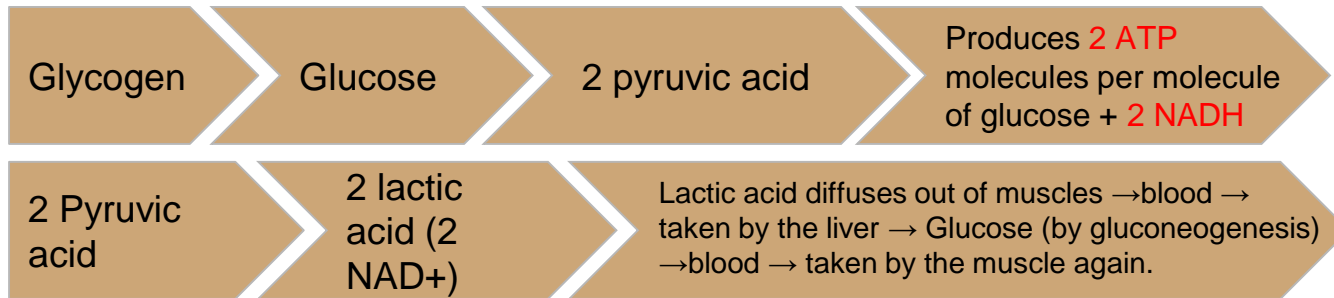 Glycogen
Glucose
2 pyruvic acid
Produces 2 ATP
molecules per molecule
of glucose + 2 NADH
2 Pyruvic
acid
2 lactic
acid (2
NAD+)
Lactic acid diffuses out of muscles →blood →
taken by the liver → Glucose (by gluconeogenesis)
→blood → taken by the muscle again.